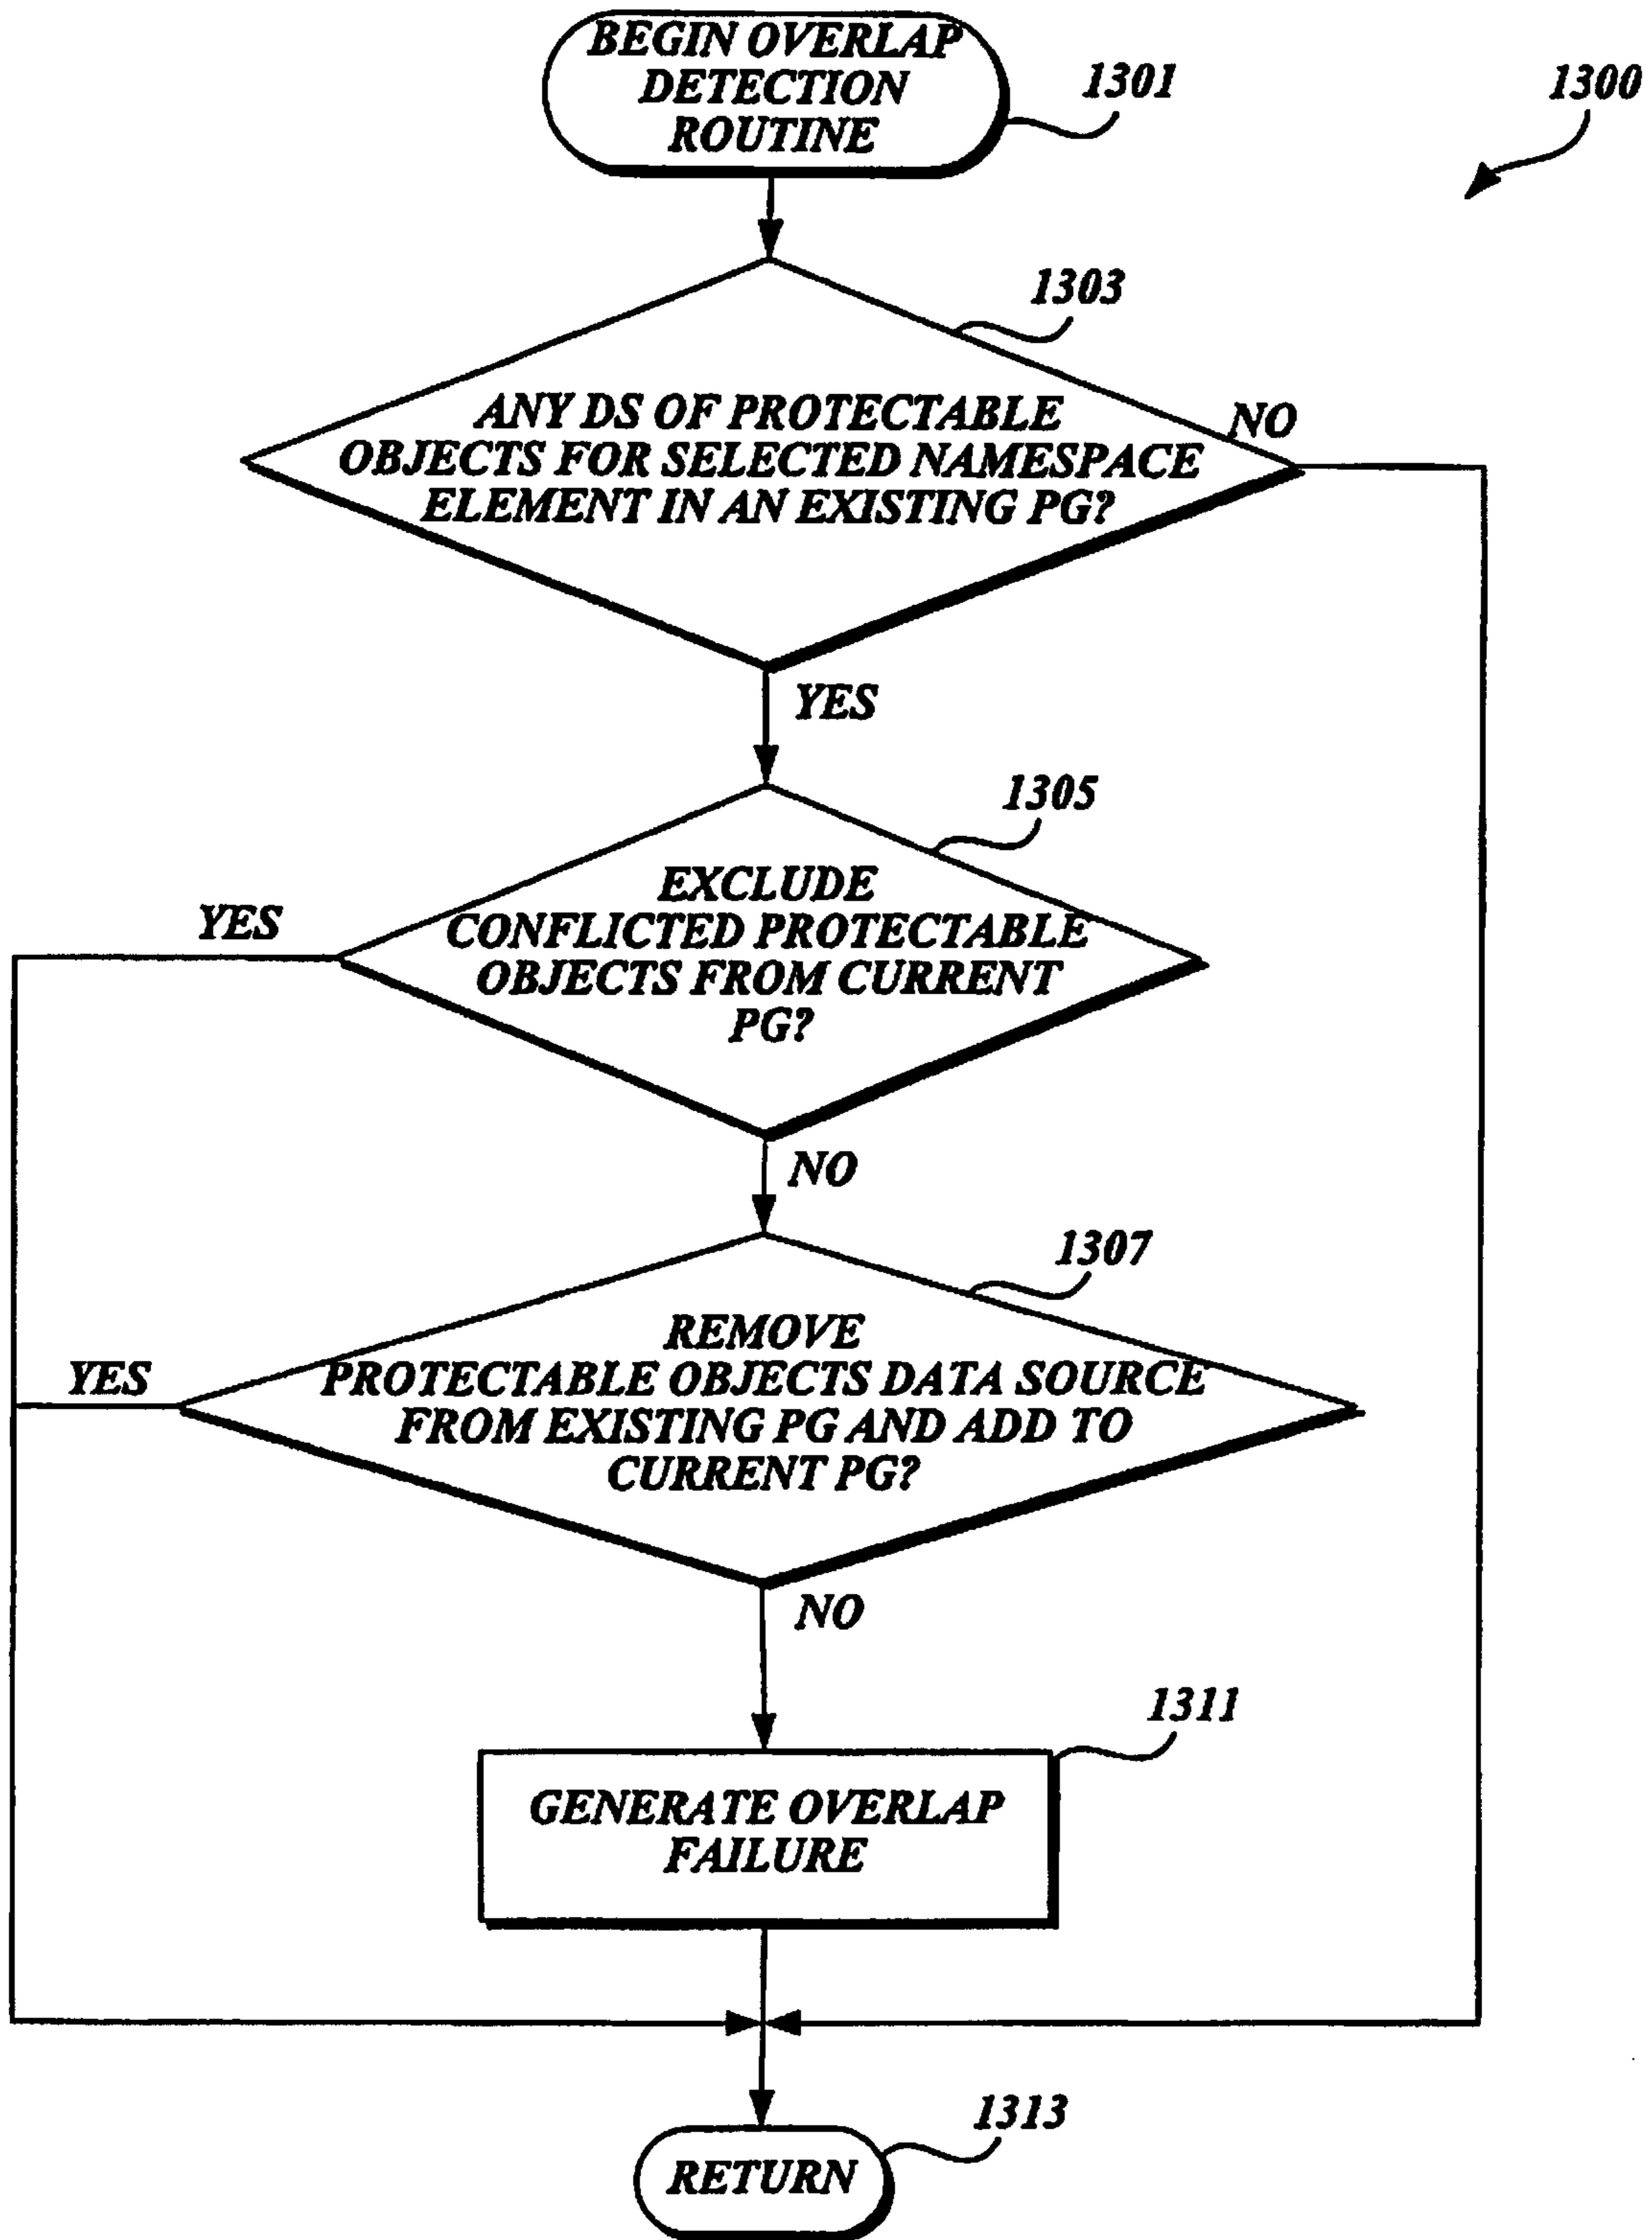 BEGIN OVERLAP
DETECTION
ROUTINE
1301
1300
1303
ANY DS OF PROTECTABLE
OBJECTS FOR SELECTED NAMESPACE
ELEMENT IN AN EXISTING PG?
NO
YES
1305
EXCLUDE
CONFLICTED PROTECTABLE
OBJECTS FROM CURRENT
PG?
YES
NO
1307
REMOVE
PROTECTABLE OBJECTS DATA SOURCE
FROM EXISTING PG AND ADD TO
CURRENT PG?
YES
NO
1311
GENERATE OVERLAP
FAILURE
1313
RETURN